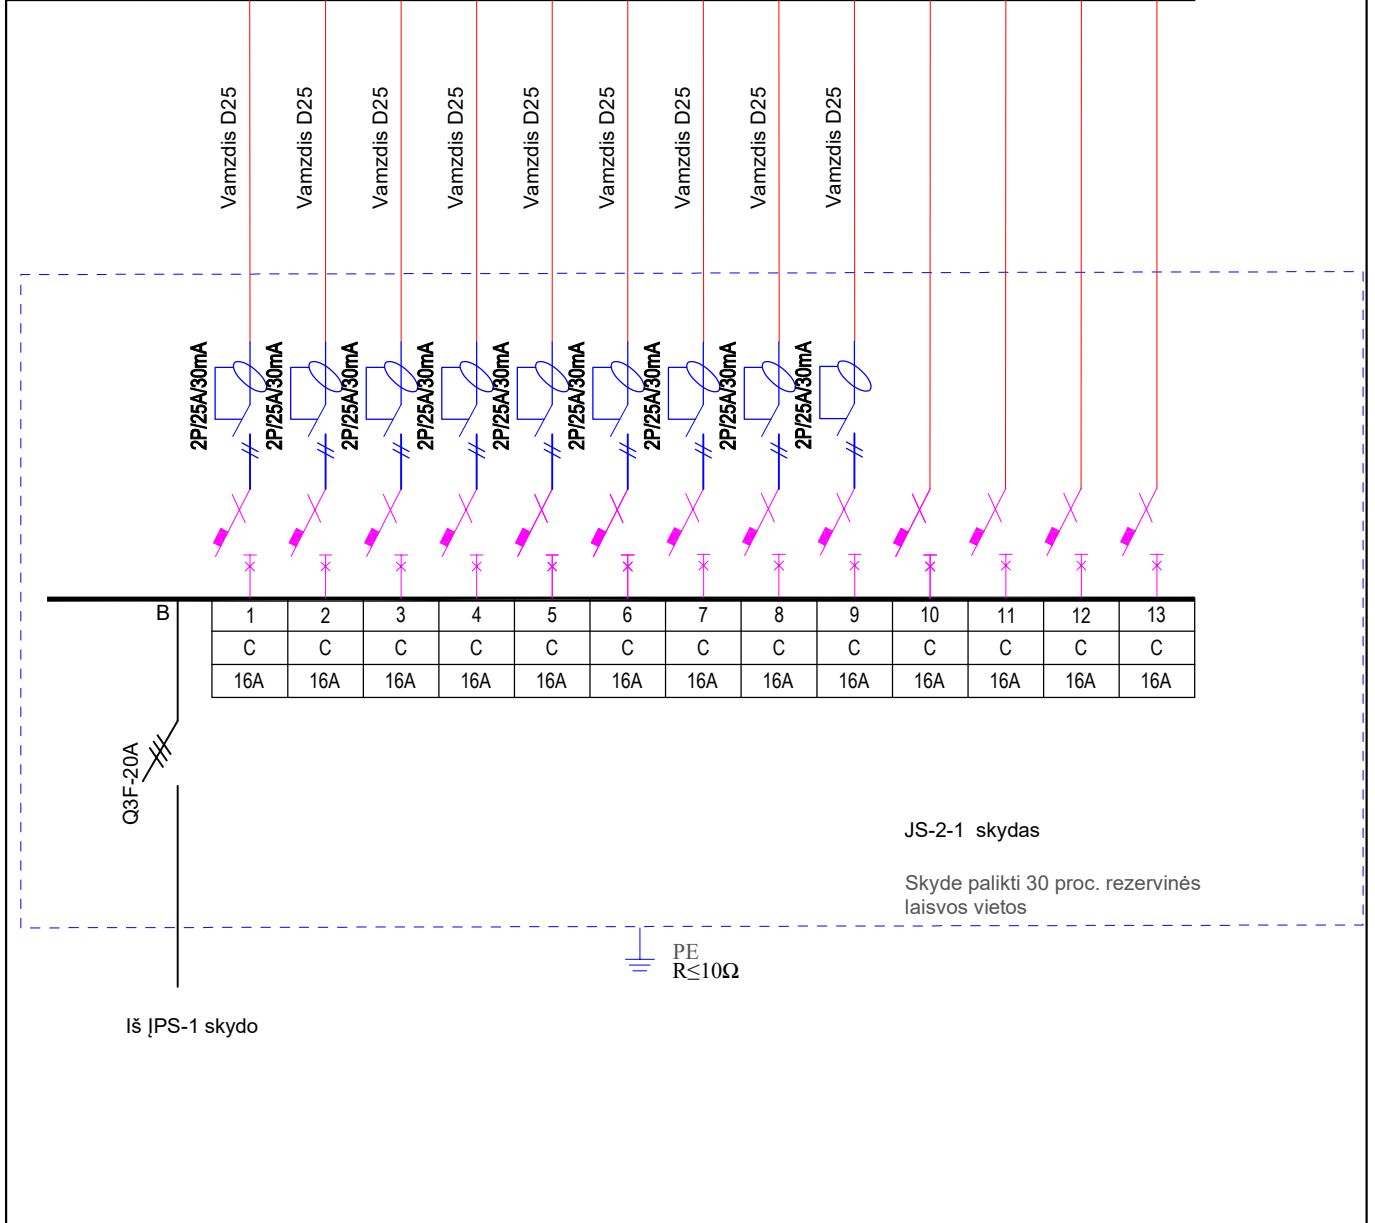 Vamzdis D25 Vamzdis D25 Vamzdis D25 Vamzdis D25 Vamzdis D25 Vamzdis D25 Vamzdis D25 Vamzdis D25 Vamzdis D25
2P/25A/30mA 2P/25A/30mA 2P/25A/30mA 2P/25A/30mA 2P/25A/30mA 2P/25A/30mA 2P/25A/30mA 2P/25A/30mA 2P/25A/30mA
B 1 2 3 4 5 6 7 8 9 10 11 12 13
C C C C C C C C C C C C C
16A 16A 16A 16A 16A 16A 16A 16A 16A 16A 16A 16A 16A
Q3F-20A
JS-2-1 skydas
Skyde palikti 30 proc. rezervinės
laisvos vietos
PE
R≤10Ω
Iš ĮPS-1 skydo